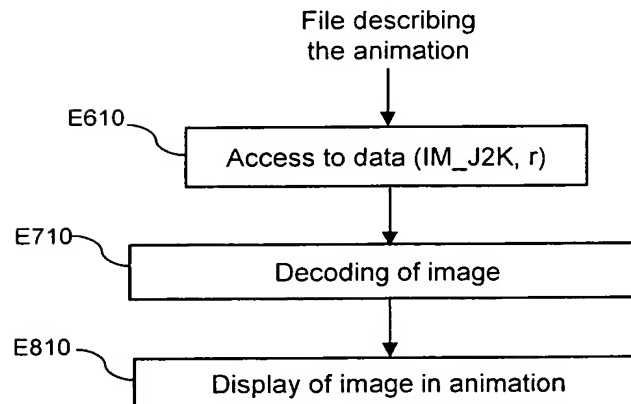 File describing
the animation
E610
Access to data (IM_J2K, r)
E710
Decoding of image
E810
Display of image in animation